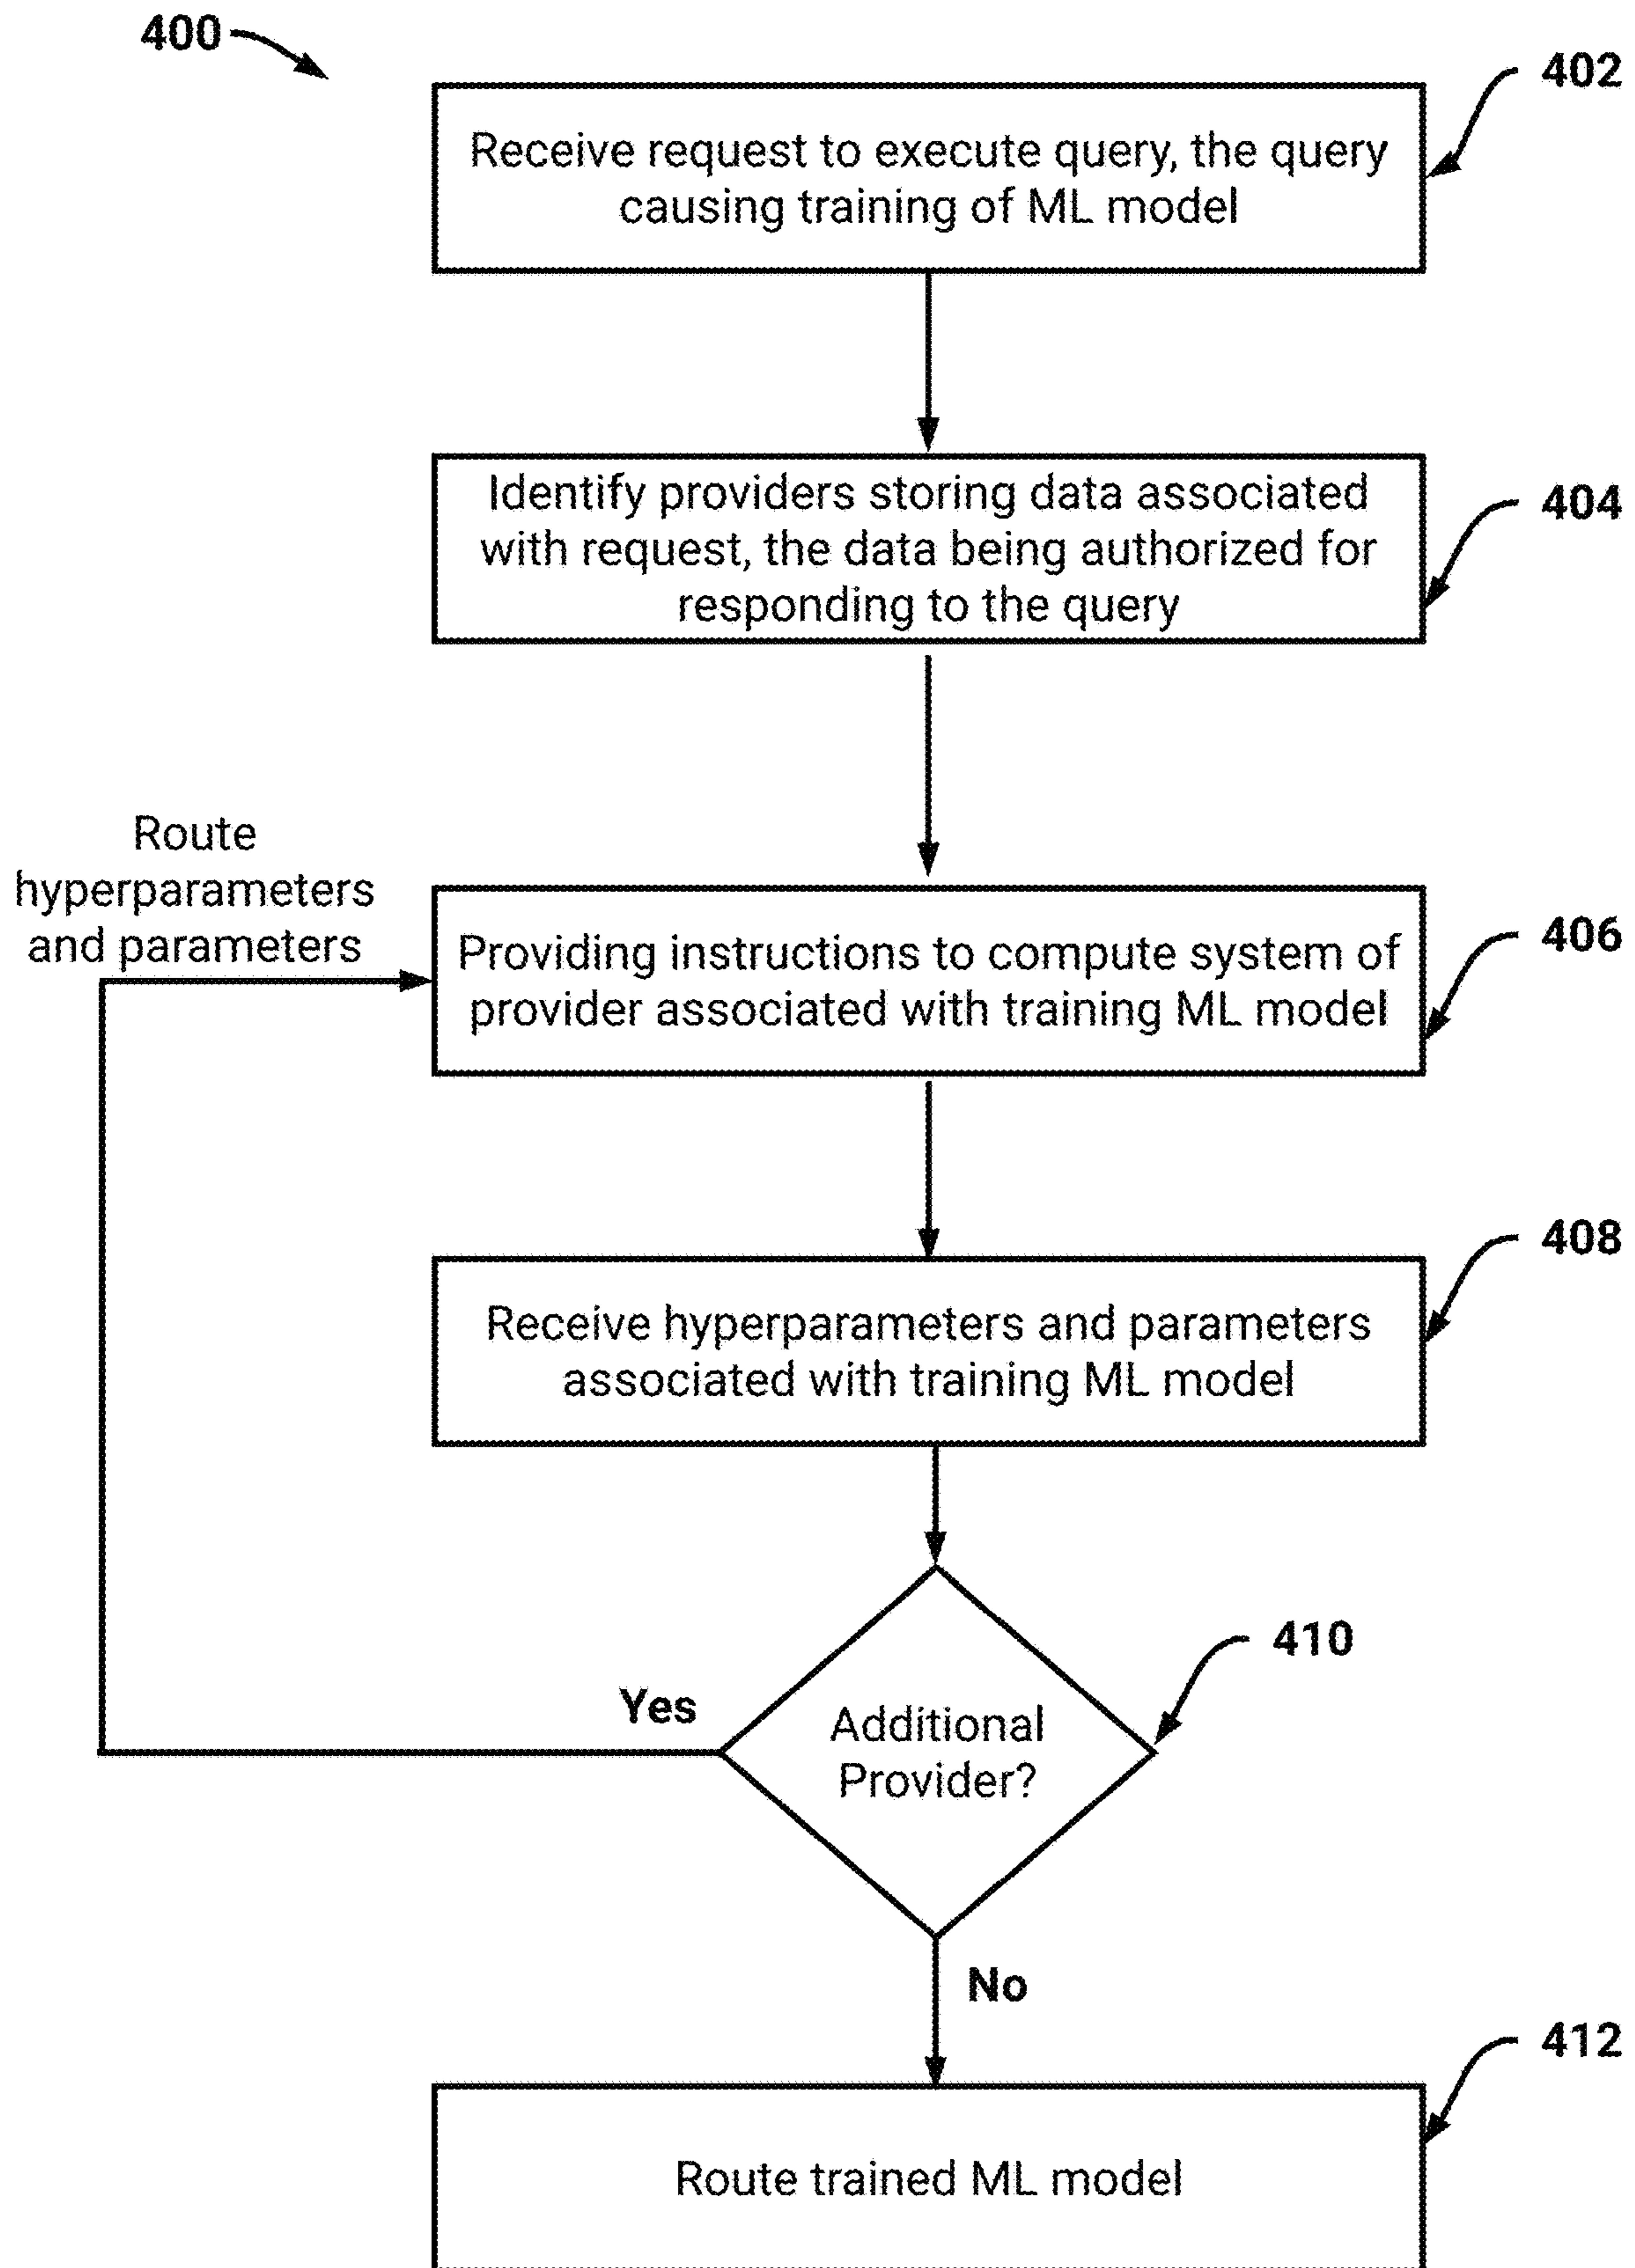 400
402
Receive request to execute query, the query
causing training of ML model
Identify providers storing data associated
with request, the data being authorized for
responding to the query
404
Route
hyperparameters
and parameters
Providing instructions to compute system of
provider associated with training ML model
406
408
Receive hyperparameters and parameters
associated with training ML model
410
Yes
Additional
Provider?
No
412
Route trained ML model